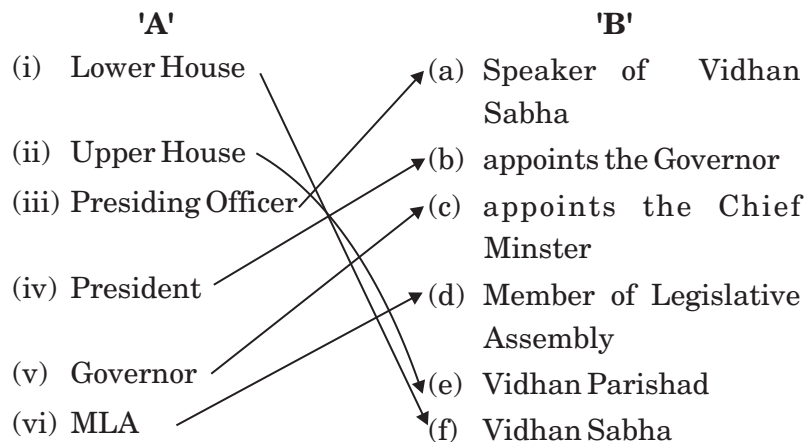 'A' 'B'
(i) Lower House (a) Speaker of Vidhan
Sabha
(ii) Upper House (b) appoints the Governor
(iii) Presiding Officer (c) appoints the Chief
Minster
(iv) President (d) Member of Legislative
Assembly
(v) Governor (e) Vidhan Parishad
(vi) MLA (f) Vidhan Sabha